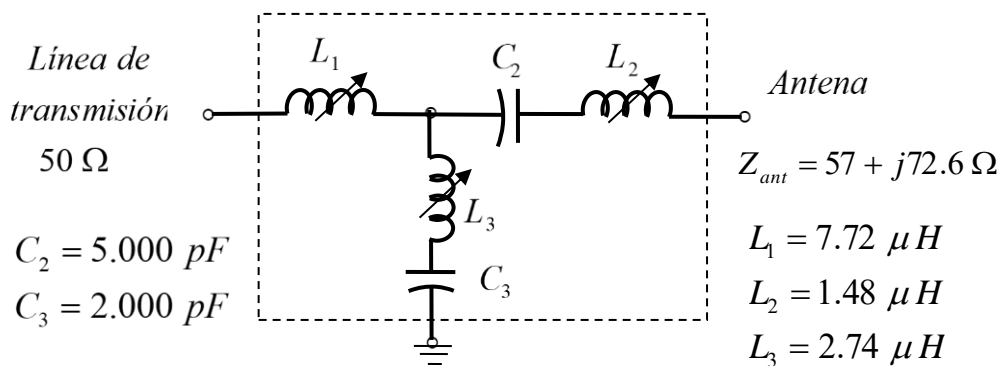 Línea de
transmisión
50 Ω
C₂ = 5.000 pF
C₃ = 2.000 pF
L₁
C₂
L₂
L₃
C₃
Antena
Zₐₙₜ = 57 + j72.6 Ω
L₁ = 7.72 μH
L₂ = 1.48 μH
L₃ = 2.74 μH